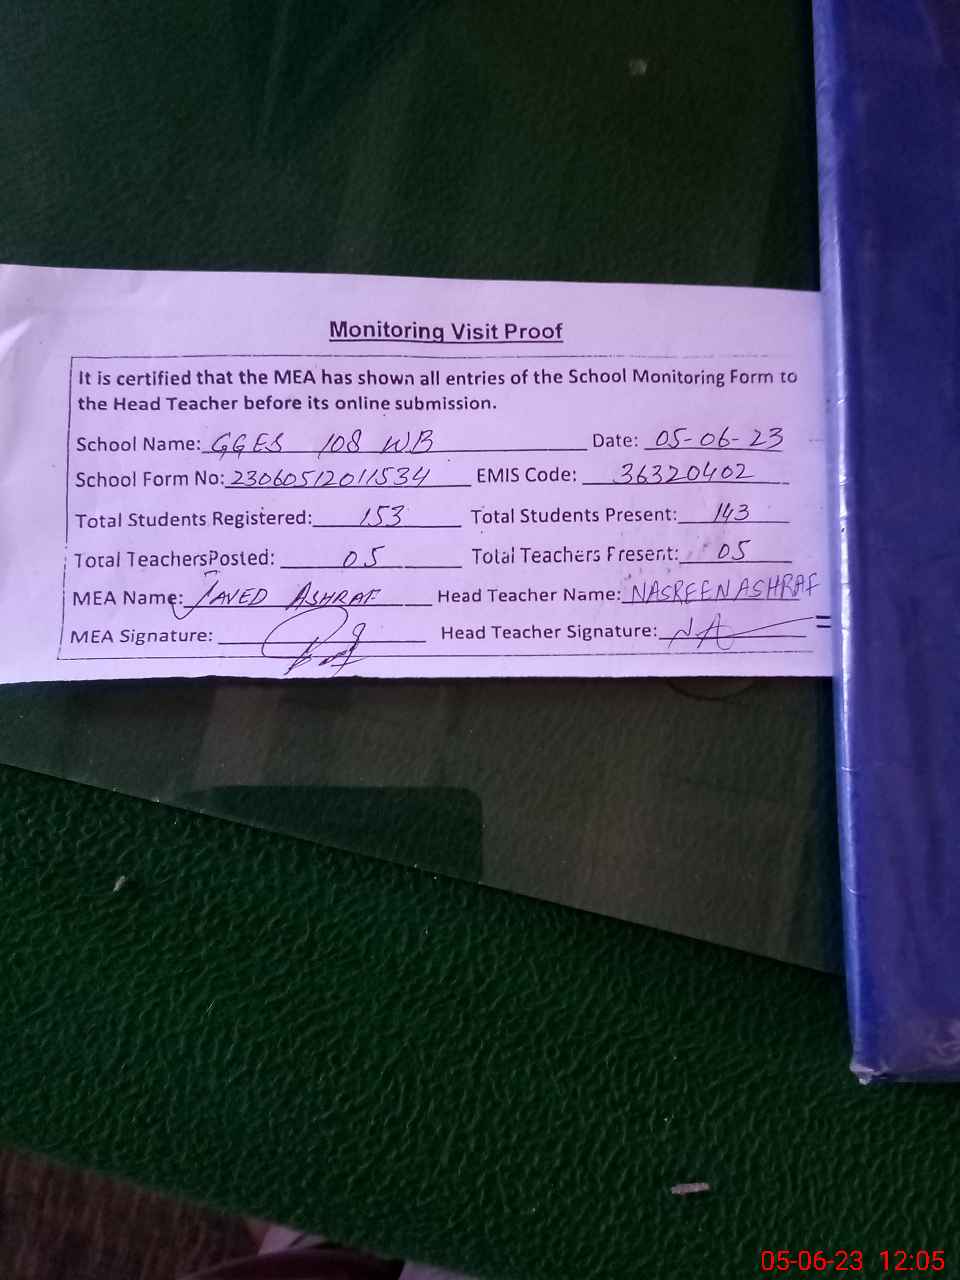 Monitoring Visit Proof
It is certified that the MEA has shown all entries of the School Monitoring Form to
the Head Teacher before its online submission.
School Name: GGES 108 WB Date: 05-06-23
School Form No: 23060512011534 EMIS Code: 36320402
Total Students Registered: 153 Total Students Present: 143
Total TeachersPosted: 05 Total Teachers Present: 05
MEA Name: JAVED ASHRAF Head Teacher Name: NASREEN ASHRAF
MEA Signature: Head Teacher Signature: NA
05-06-23 12:05